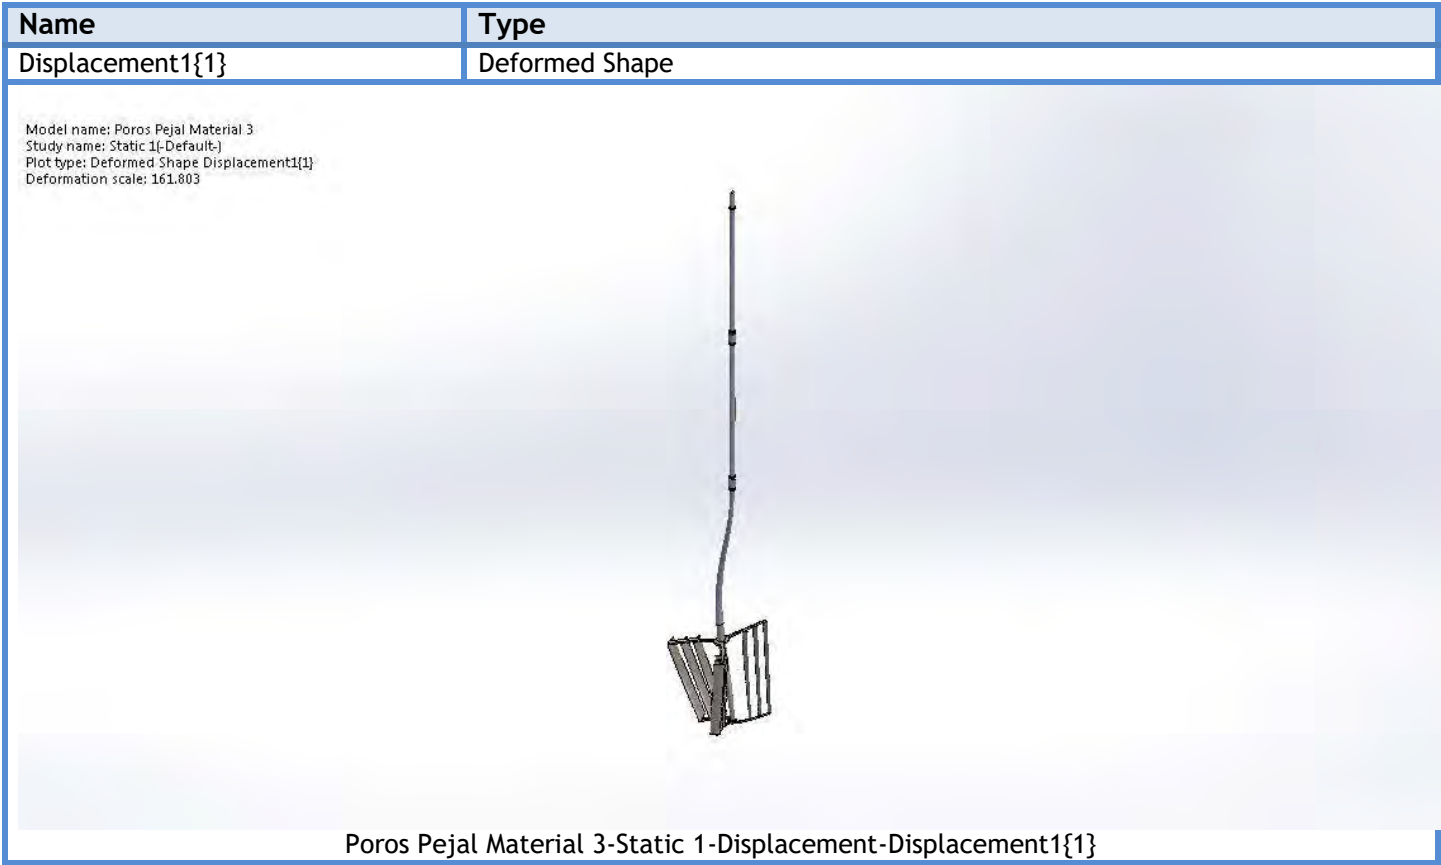 Name Type
Displacement1{1} Deformed Shape
Model name: Poros Pejal Material 3
Study name: Static 1(-Default-)
Plot type: Deformed Shape Displacement1{1}
Deformation scale: 161.803
Poros Pejal Material 3-Static 1-Displacement-Displacement1{1}